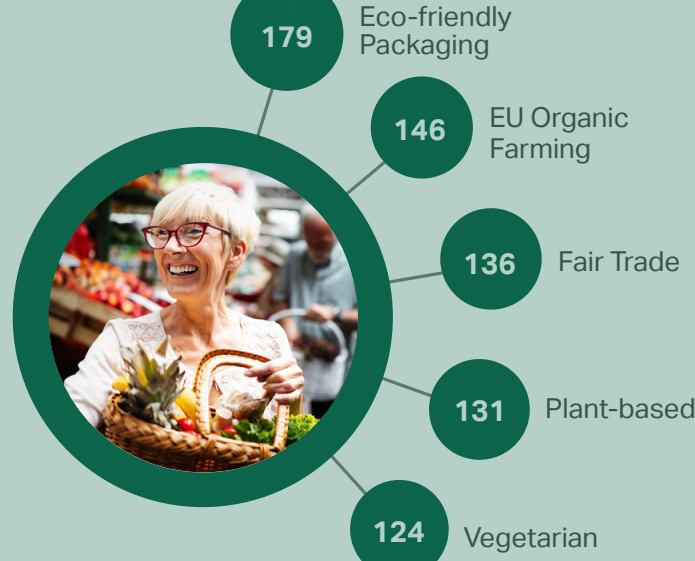 179
Eco-friendly
Packaging
146
EU Organic
Farming
136
Fair Trade
131
Plant-based
124
Vegetarian